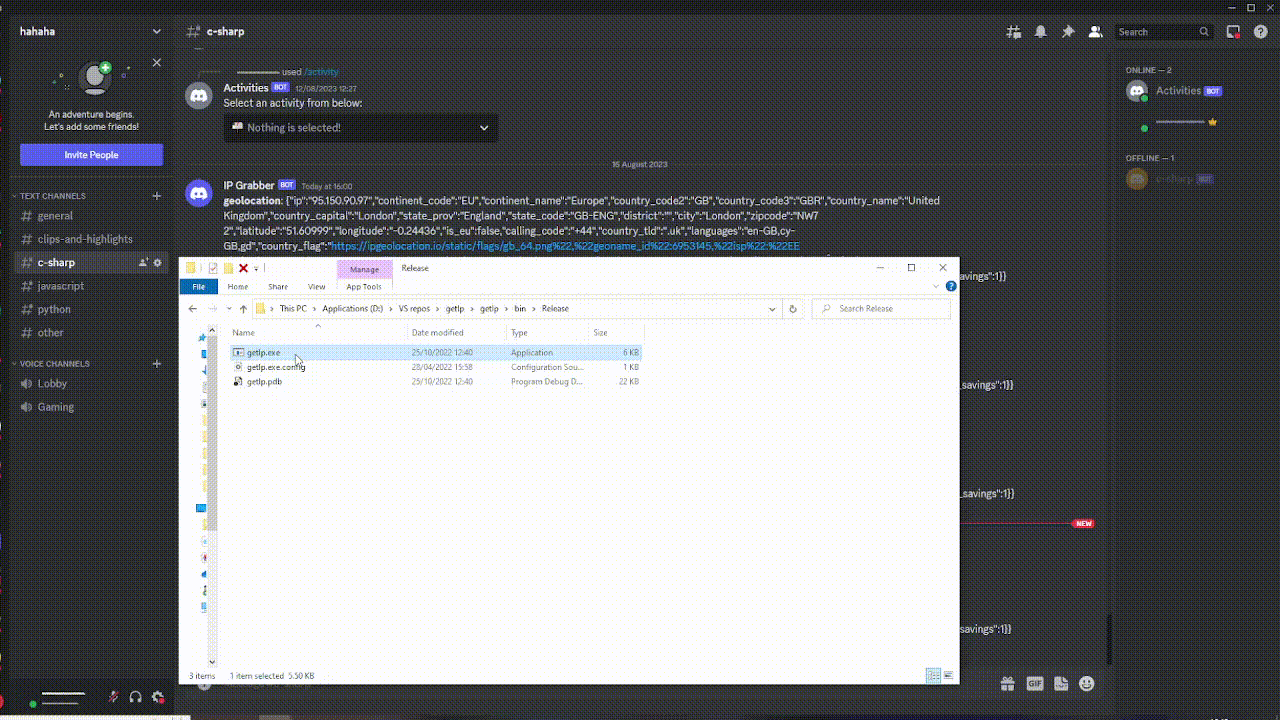 hahaha
c-sharp
Search
An adventure begins.
Let's add some friends!
Invite People
TEXT CHANNELS
general
clips-and-highlights
c-sharp
javascript
python
other
VOICE CHANNELS
Lobby
Gaming
used /activity
Activities BOT 12/08/2023 12:27
Select an activity from below:
Nothing is selected!
16 August 2023
IP Grabber BOT Today at 16:00
geolocation: {"ip":"95.150.90.97","continent_code":"EU","continent_name":"Europe","country_code2":"GB","country_code3":"GBR","country_name":"United
Kingdom","country_capital":"London","state_prov":"England","state_code":"GB-ENG","district":"","city":"London","zipcode":"NW7
2","latitude":"51.60999","longitude":"-0.24436","is_eu":false,"calling_code":"+44","country_tld":".uk","languages":"en-GB,cy-
GB,gd","country_flag":"https://ipgeolocation.io/static/flags/gb_64.png%22,%22geoname_id%22:6953145,%22isp%22:%22EE
savings":1}}
_savings":1}}
_savings":1}}
NEW
savings":1}}
GIF
ONLINE — 2
Activities BOT
OFFLINE — 1
c-sharp BOT
Manage
Release
File
Home
Share
View
App Tools
This PC > Applications (D:) > VS repos > getIp > getIp > bin > Release
Search Release
Name
Date modified
Type
Size
getIp.exe 25/10/2022 12:40 Application 6 KB
getIp.exe.config 28/04/2022 15:58 Configuration Sou... 1 KB
getIp.pdb 25/10/2022 12:40 Program Debug D... 22 KB
3 items
1 item selected 5.50 KB